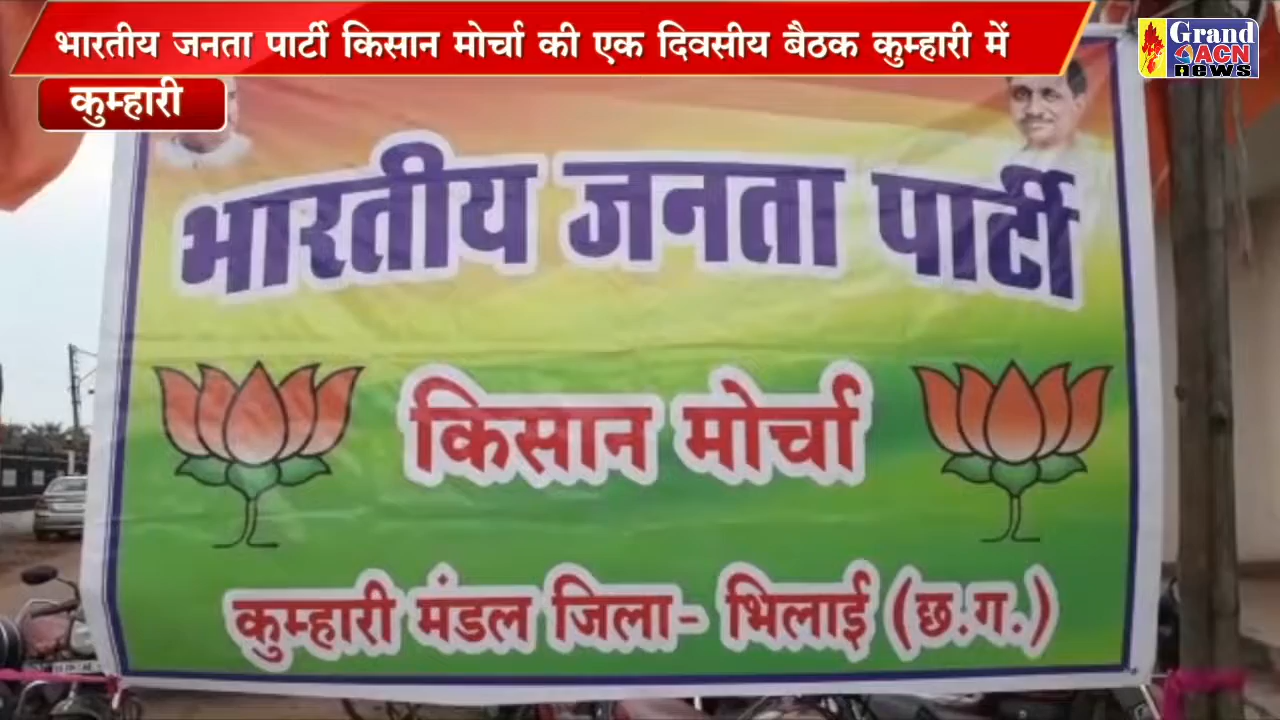 भारतीय जनता पार्टी किसान मोर्चा की एक दिवसीय बैठक कुम्हारी में
Grand
ACN
news
कुम्हारी
भारतीय जनता पार्टी
किसान मोर्चा
कुम्हारी मंडल जिला- भिलाई (छ.ग.)